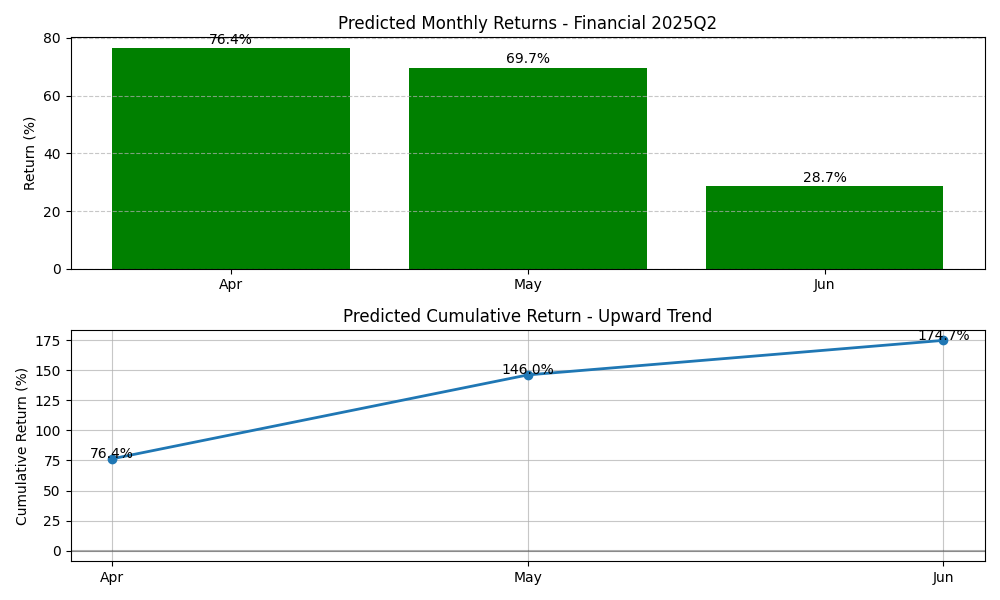 Predicted Monthly Returns - Financial 2025Q2
Return (%)
80
60
40
20
0
76.4%
69.7%
28.7%
Apr
May
Jun
Predicted Cumulative Return - Upward Trend
Cumulative Return (%)
175
150
125
100
75
50
25
0
76.4%
146.0%
174.7%
Apr
May
Jun